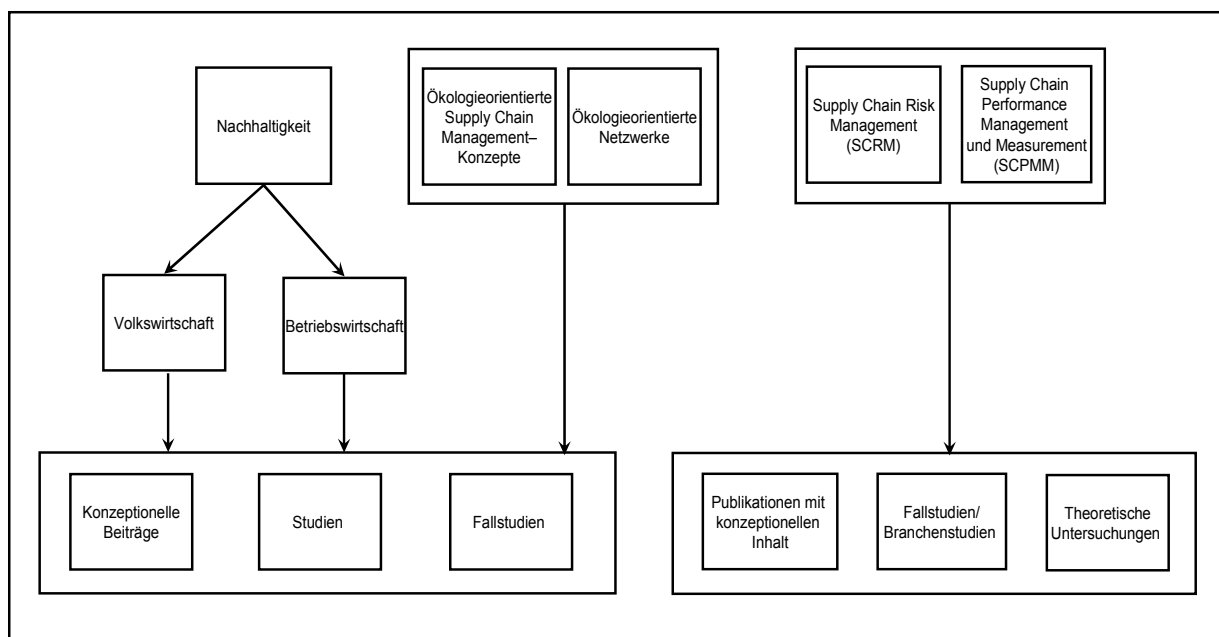 Nachhaltigkeit
Ökologieorientierte
Supply Chain
Management–
Konzepte
Ökologieorientierte
Netzwerke
Supply Chain Risk
Management
(SCRM)
Supply Chain
Performance
Management
und Measurement
(SCPMM)
Volkswirtschaft
Betriebswirtschaft
Konzeptionelle
Beiträge
Studien
Fallstudien
Publikationen mit
konzeptionellen
Inhalt
Fallstudien/
Branchenstudien
Theoretische
Untersuchungen